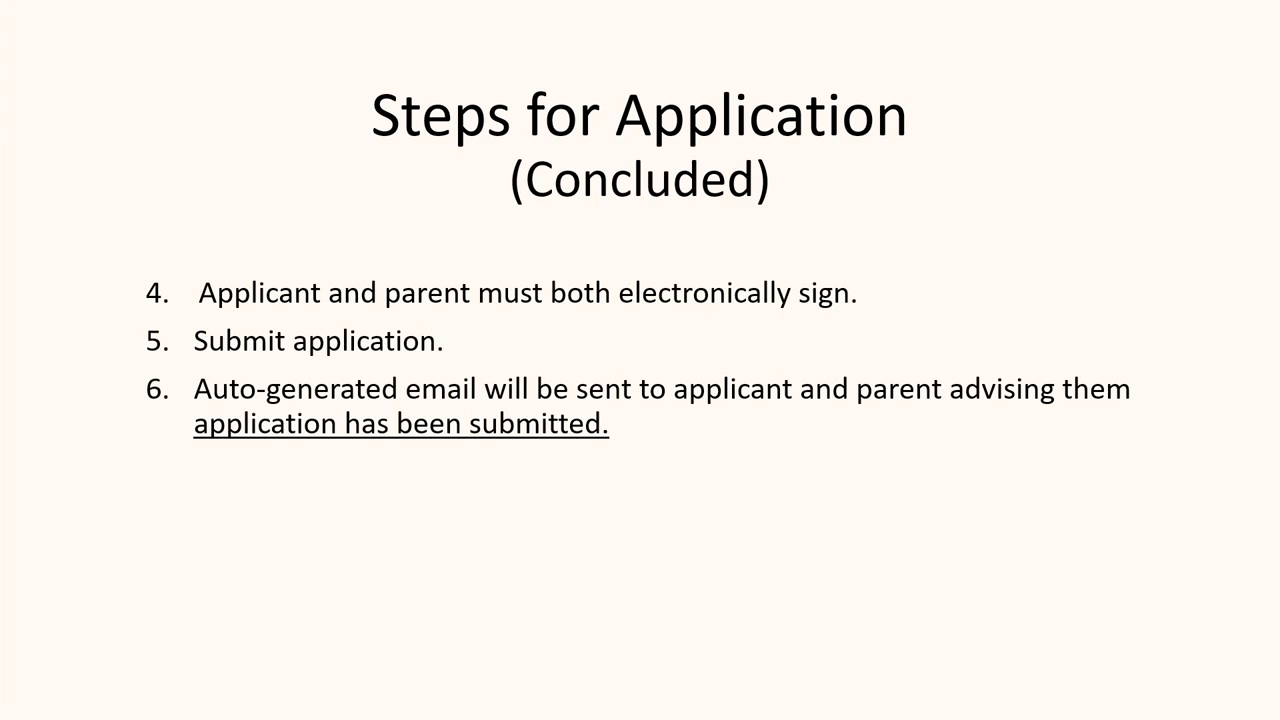 Steps for Application
(Concluded)
4. Applicant and parent must both electronically sign.
5. Submit application.
6. Auto-generated email will be sent to applicant and parent advising them
application has been submitted.